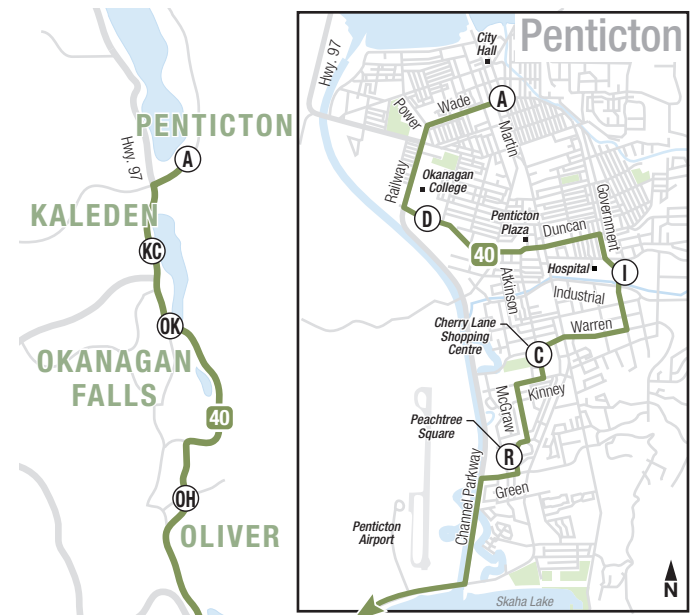 PENTICTON
A
Hwy. 97
KALEDEN
KC
OK
OKANAGAN
FALLS
40
OH
OLIVER
Penticton
City
Hall
Hwy. 97
A
Wade
Power
Martin
Railway
Okanagan
College
D
Penticton
Plaza
Duncan
Government
40
Hospital
I
Atkinson
Industrial
Cherry Lane
Shopping
Centre
Warren
C
Kinney
McGraw
Peachtree
Square
R
Green
Channel Parkway
Penticton
Airport
Skaha Lake
N